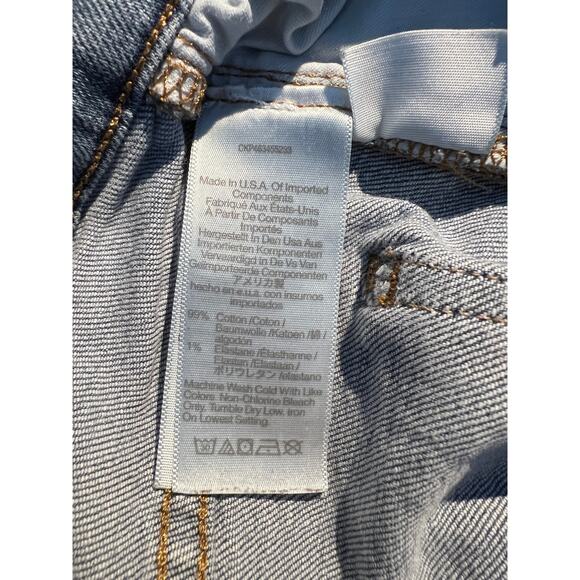 Made in U.S.A. Of Imported
Components
Fabriqué Aux États-Unis
À Partir De Composants
Importés
Hergestellt In Den Usa Aus
Importierten Komponenten
Vervaardigd In De Vs Van
Geïmporteerde Componenten
アメリカ製
hecho en e.u.a. con insumos
importados
99% Cotton /Coton /
Baumwolle /Katoen /綿 /
algodón
1% Elastane /Élasthanne /
Elastan /Elastaan /
ポリウレタン /elastano
Machine Wash Cold With Like
Colors. Non-Chlorine Bleach
Only. Tumble Dry Low. Iron
On Lowest Setting.